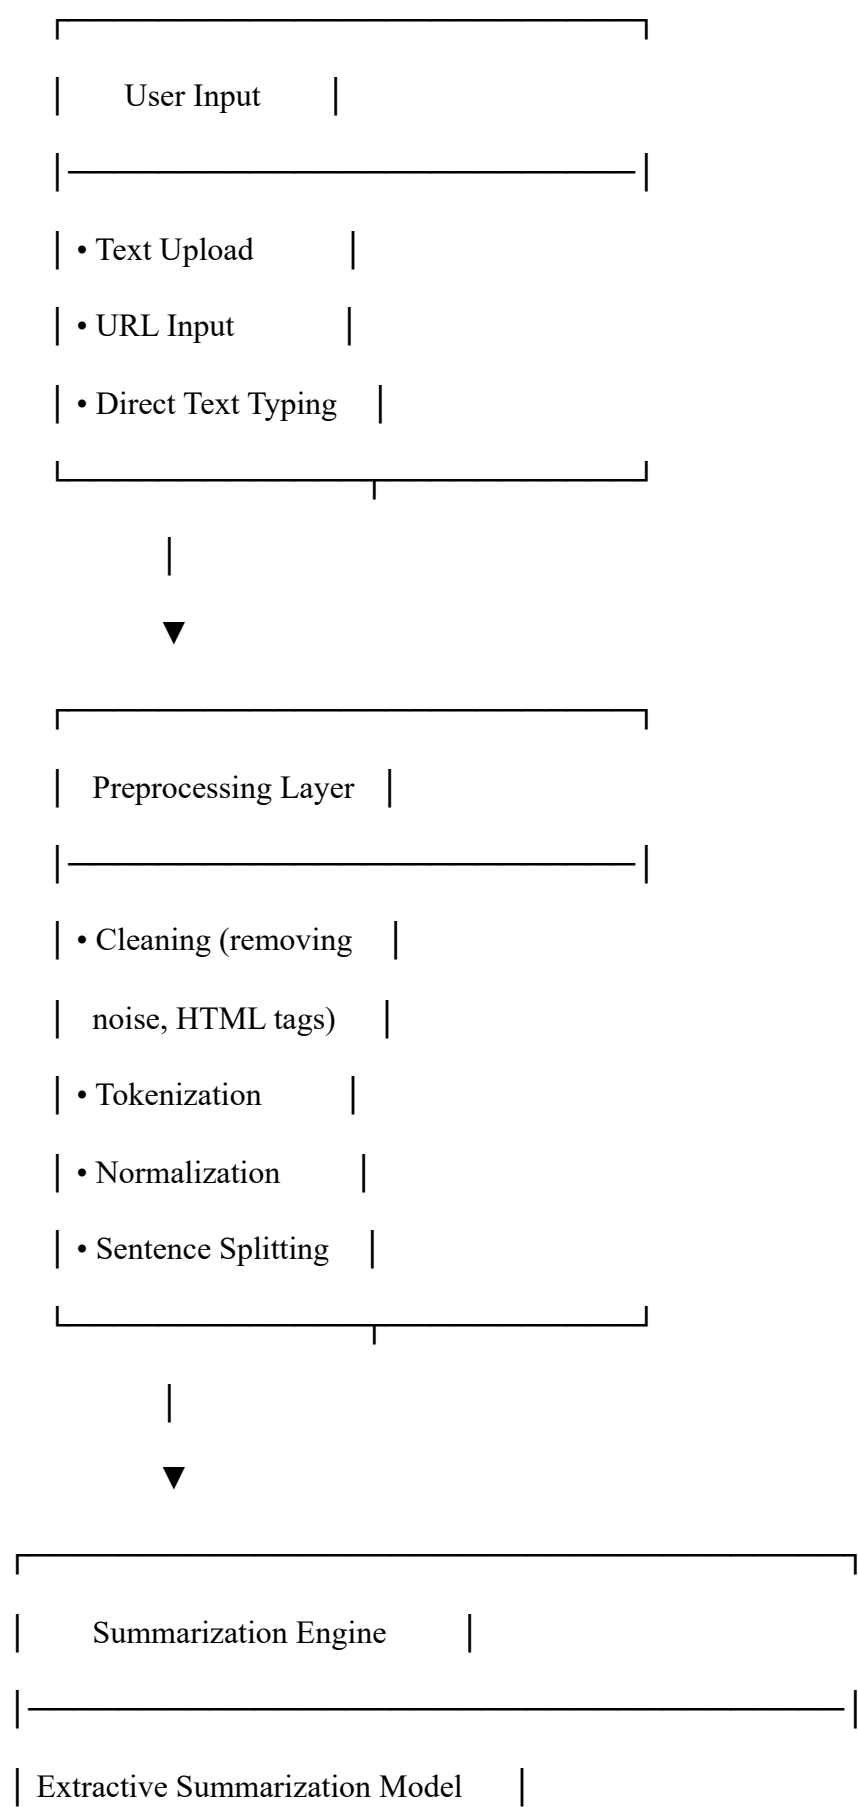 User Input
• Text Upload
• URL Input
• Direct Text Typing
▼
Preprocessing Layer
• Cleaning (removing
noise, HTML tags)
• Tokenization
• Normalization
• Sentence Splitting
▼
Summarization Engine
Extractive Summarization Model